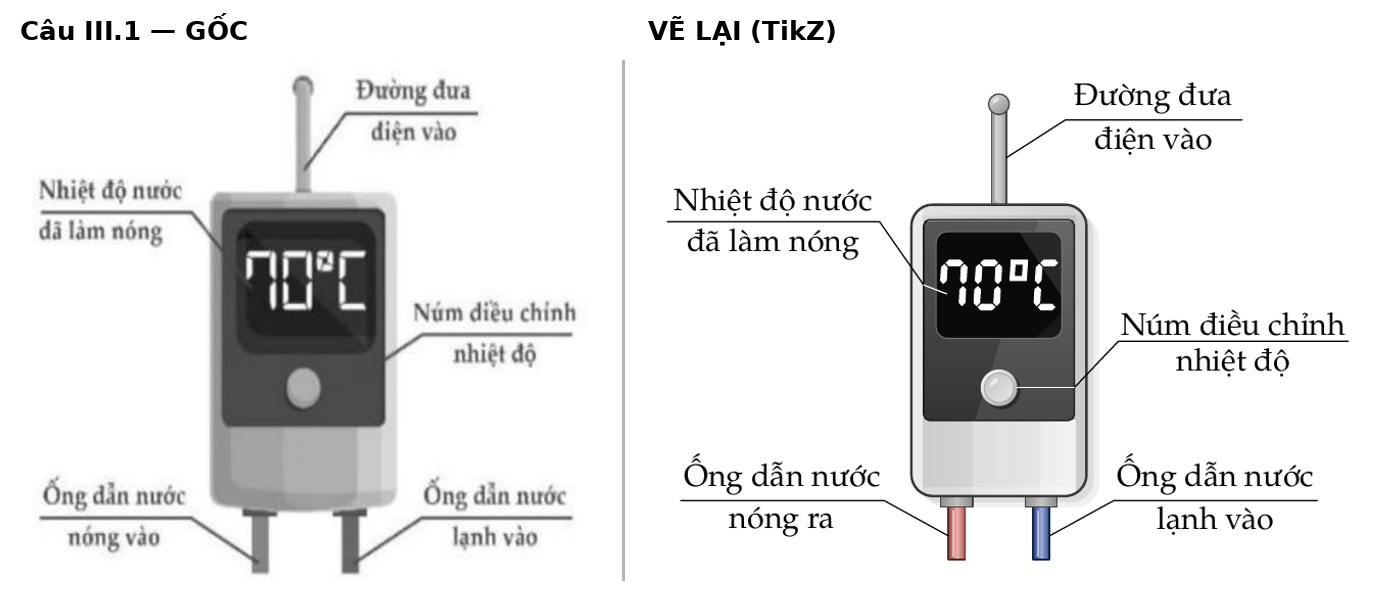 Câu III.1 — GỐC
Đường đưa
điện vào
Nhiệt độ nước
đã làm nóng
70°C
Núm điều chỉnh
nhiệt độ
Ống dẫn nước
nóng vào
Ống dẫn nước
lạnh vào
VẼ LẠI (TikZ)
Đường đưa
điện vào
Nhiệt độ nước
đã làm nóng
70°C
Núm điều chỉnh
nhiệt độ
Ống dẫn nước
nóng ra
Ống dẫn nước
lạnh vào